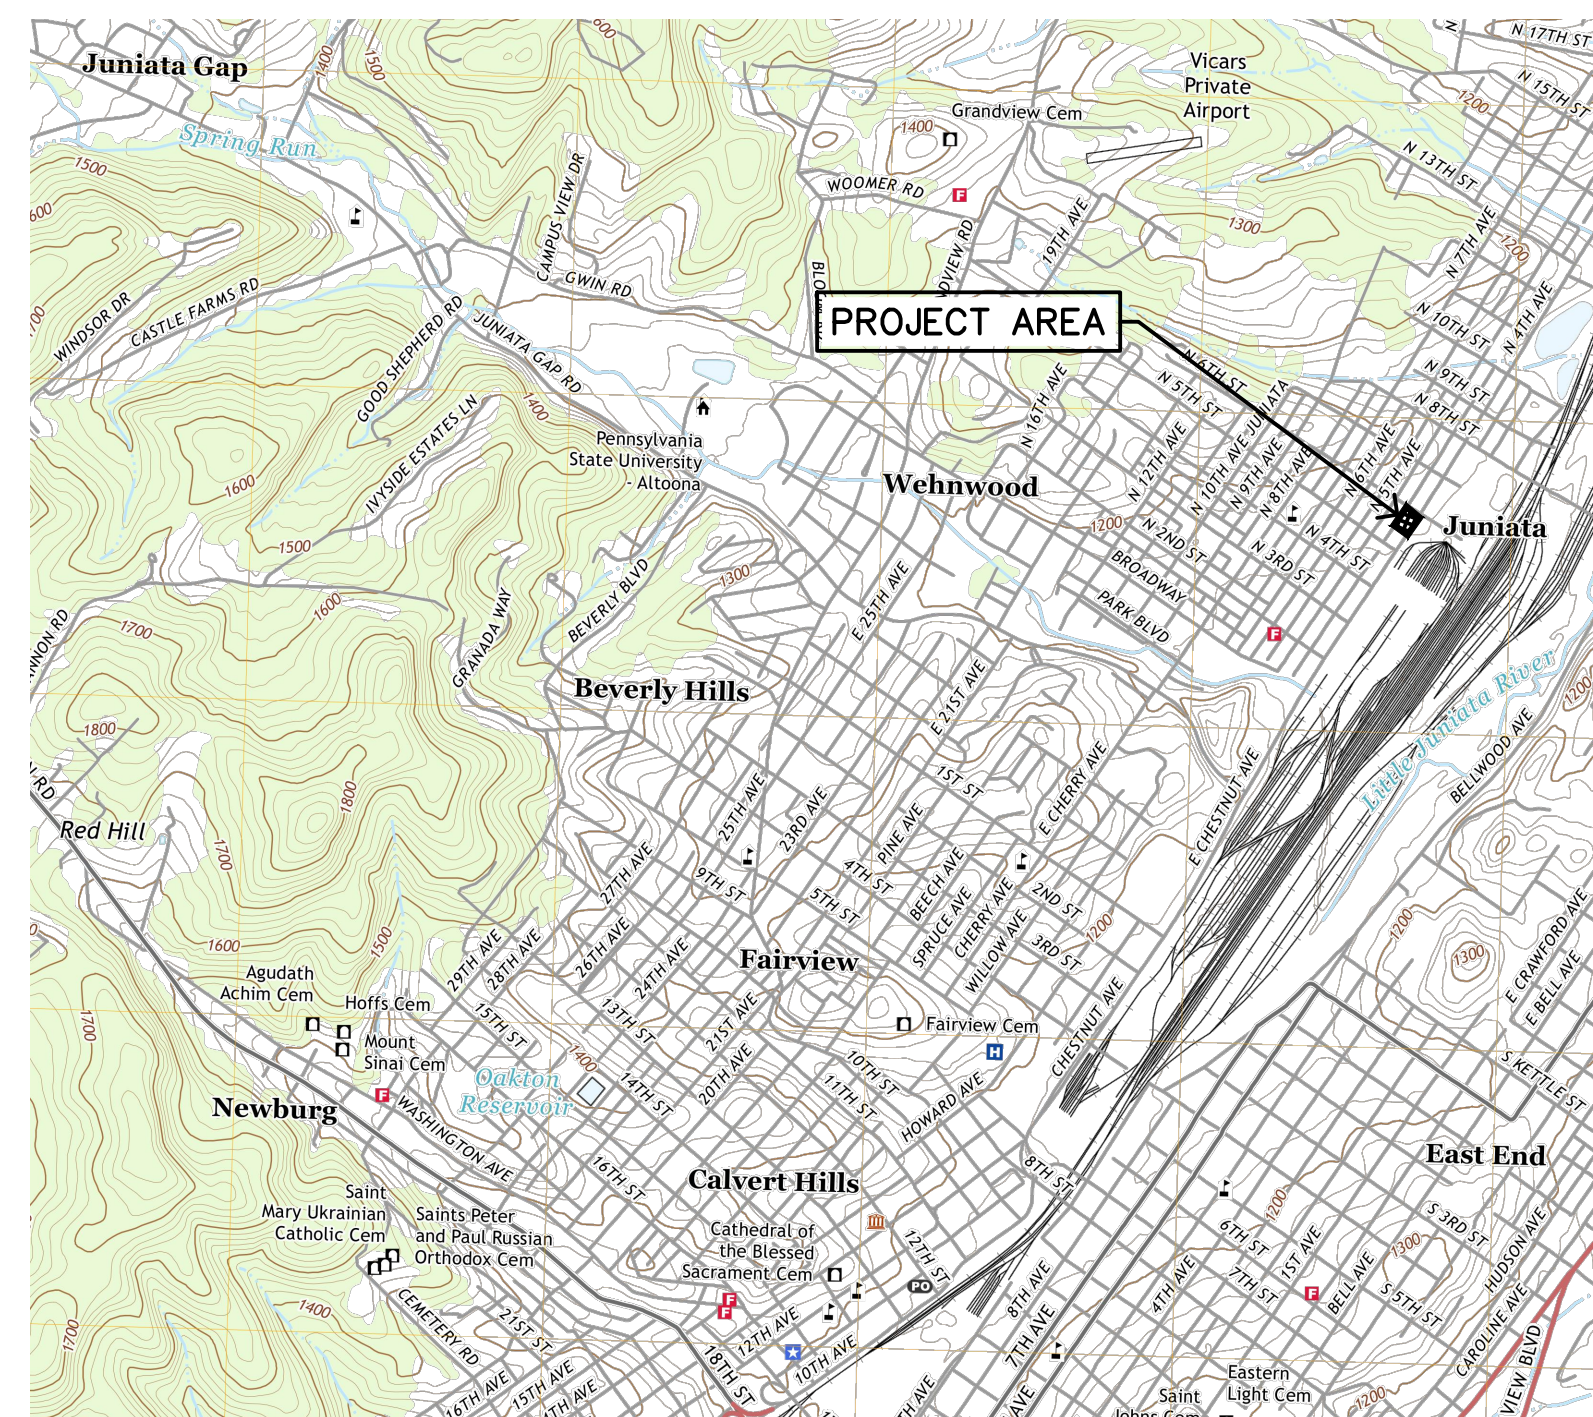 N 17TH ST
Juniata Gap
1400
1500
600
Vicars
Private
Airport
N 15TH ST
1200
Grandview Cem
1400
Spring Run
1500
N 13TH ST
WOOMER RD
F
CAMPUS VIEW DR
19TH AVE
1300
N 7TH AVE
1200
600
GWIN RD
WINDSOR DR
CASTLE FARMS RD
GOOD SHEPHERD RD
JUNIATA GAP RD
PROJECT AREA
N 10TH ST
N 4TH AVE
N 6TH ST
N 5TH ST
N 9TH ST
N 8TH ST
N 16TH AVE
JUNIATA
1400
IVYSIDE ESTATES LN
Pennsylvania
State University
- Altoona
N 12TH AVE
N 10TH AVE
N 9TH AVE
N 8TH AVE
N 6TH AVE
5TH AVE
1600
Wehnwood
1200
N 2ND ST
N 3RD ST
N 4TH ST
Juniata
1500
BROADWAY
PARK BLVD
1300
E 25TH AVE
BEVERLY BLVD
GRANADA WAY
1600
1700
F
Beverly Hills
E 21ST AVE
Little Juniata River
1200
BELLWOOD AVE
1800
1800
1ST ST
E CHERRY AVE
E CHESTNUT AVE
Red Hill
1700
25TH AVE
23RD AVE
PINE AVE
27TH AVE
9TH ST
4TH ST
5TH ST
BEECH AVE
SPRUCE AVE
CHERRY AVE
WILLOW AVE
2ND ST
3RD ST
1200
1200
1300
E CRAWFORD AVE
E BELL AVE
1600
1500
29TH AVE
28TH AVE
26TH AVE
24TH AVE
Fairview
Agudath
Achim Cem
Hoffs Cem
Mount
Sinai Cem
15TH ST
13TH ST
21ST AVE
20TH AVE
Fairview Cem
H
CHESTNUT AVE
1700
1400
Oakton
Reservoir
14TH ST
10TH ST
11TH ST
HOWARD AVE
S KETTLE ST
F
Newburg
WASHINGTON AVE
16TH ST
Calvert Hills
8TH ST
East End
Saint
Mary Ukrainian
Catholic Cem
Saints Peter
and Paul Russian
Orthodox Cem
Cathedral of
the Blessed
Sacrament Cem
12TH ST
PO
1200
6TH ST
7TH ST
1ST AVE
BELL AVE
S 3RD ST
1300
HUDSON AVE
S 5TH ST
4TH AVE
8TH AVE
7TH AVE
F
1400
CEMETERY RD
21ST ST
F
F
12TH AVE
10TH AVE
18TH ST
1700
16TH AVE
15TH AVE
CAROLINE AVE
VIEW BLVD
Eastern
Light Cem
1200
Saint